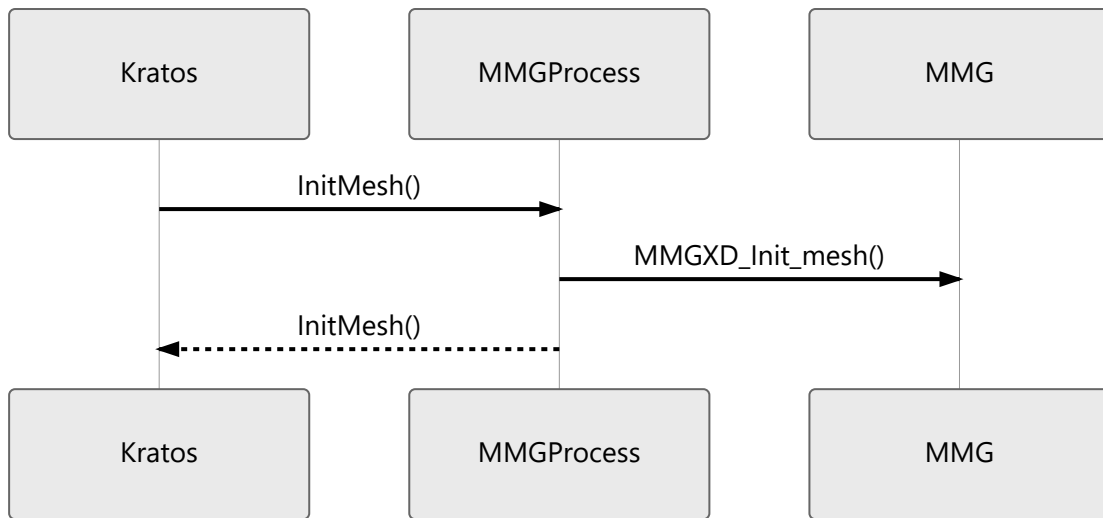 Kratos
MMGProcess
MMG
InitMesh()
MMGXD_Init_mesh()
InitMesh()
Kratos
MMGProcess
MMG